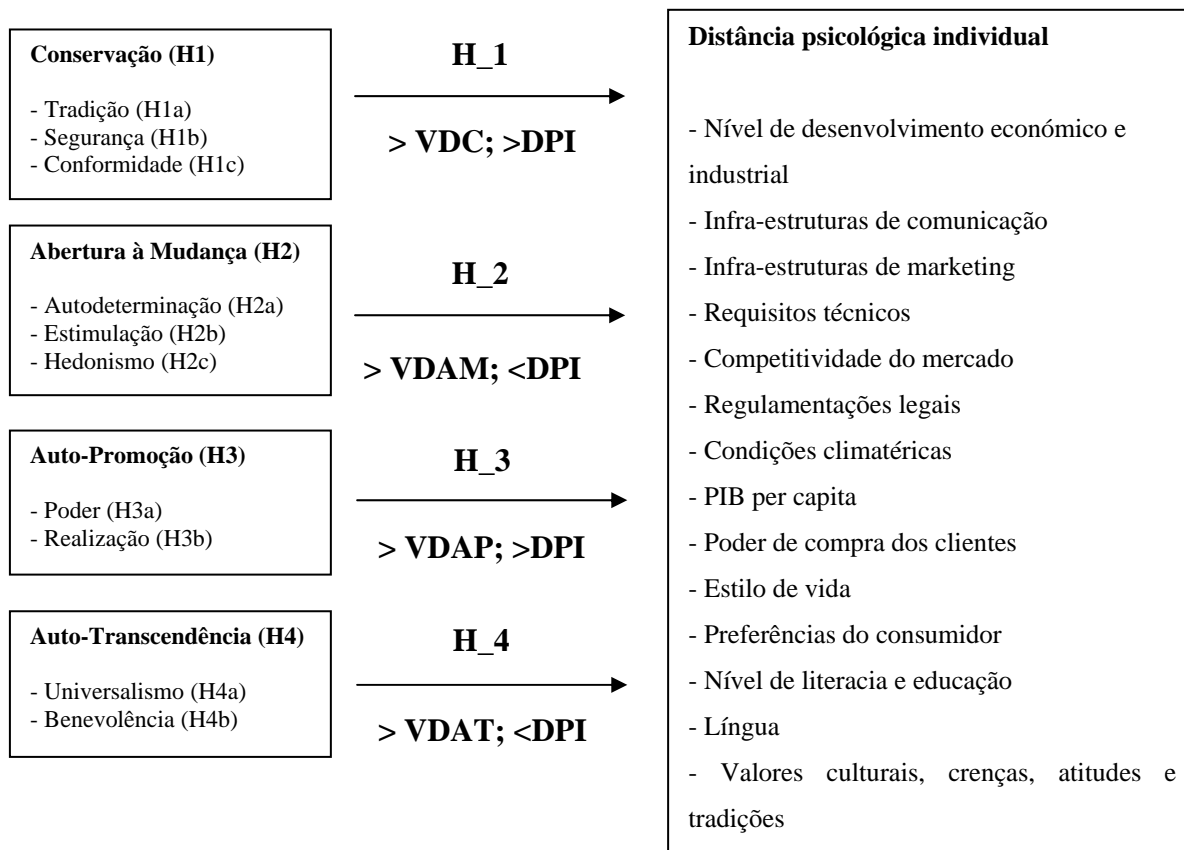 Conservação (H1)
- Tradição (H1a)
- Segurança (H1b)
- Conformidade (H1c)
H_1
> VDC; >DPI
Abertura à Mudança (H2)
- Autodeterminação (H2a)
- Estimulação (H2b)
- Hedonismo (H2c)
H_2
> VDAM; <DPI
Auto-Promoção (H3)
- Poder (H3a)
- Realização (H3b)
H_3
> VDAP; >DPI
Auto-Transcendência (H4)
- Universalismo (H4a)
- Benevolência (H4b)
H_4
> VDAT; <DPI
Distância psicológica individual
- Nível de desenvolvimento económico e
industrial
- Infra-estruturas de comunicação
- Infra-estruturas de marketing
- Requisitos técnicos
- Competitividade do mercado
- Regulamentações legais
- Condições climatéricas
- PIB per capita
- Poder de compra dos clientes
- Estilo de vida
- Preferências do consumidor
- Nível de literacia e educação
- Língua
- Valores culturais, crenças, atitudes e
tradições